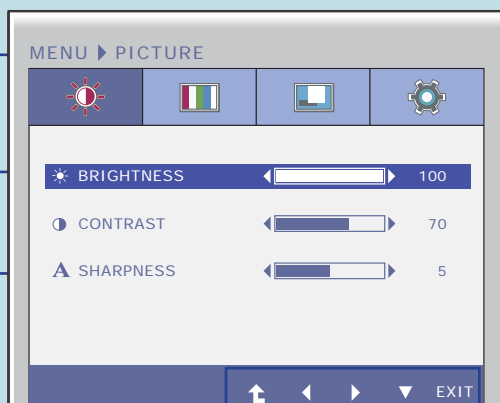 MENU PICTURE
BRIGHTNESS 100
CONTRAST 70
A SHARPNESS 5
EXIT